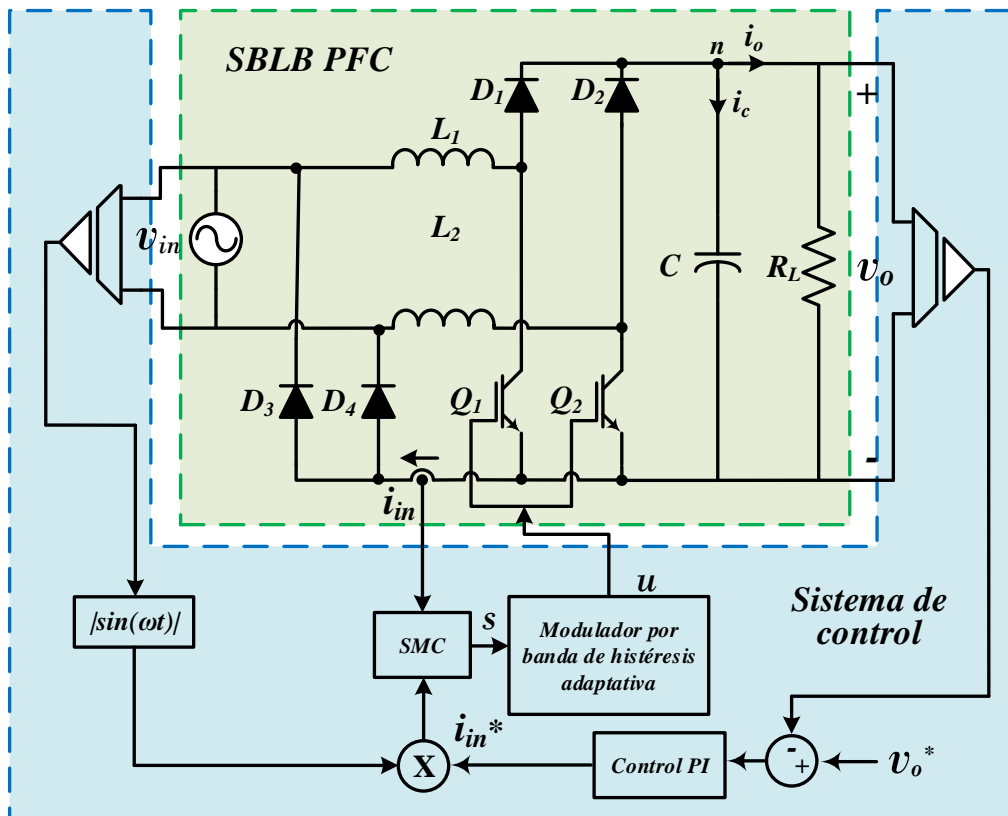 SBLB PFC
n
i_o
D_1
D_2
i_c
+
L_1
v_in
L_2
C
R_L
v_o
D_3
D_4
Q_1
Q_2
-
i_in
u
|sin(ωt)|
s
SMC
Modulador por
banda de histéresis
adaptativa
Sistema de
control
i_in*
X
Control PI
-
+
v_o*